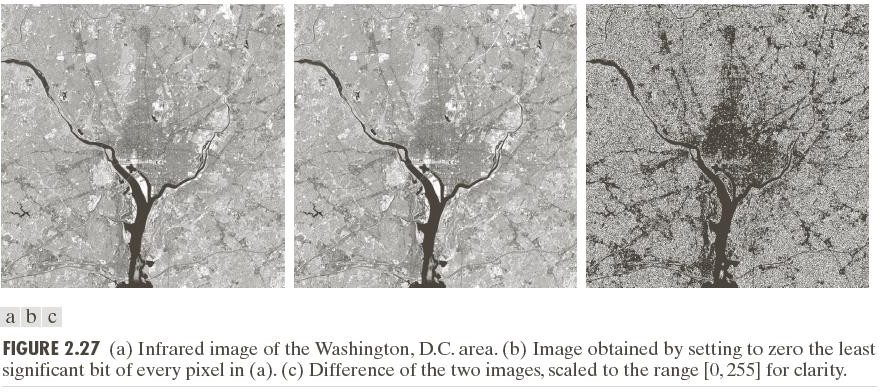 a b c
FIGURE 2.27 (a) Infrared image of the Washington, D.C. area. (b) Image obtained by setting to zero the least
significant bit of every pixel in (a). (c) Difference of the two images, scaled to the range [0, 255] for clarity.